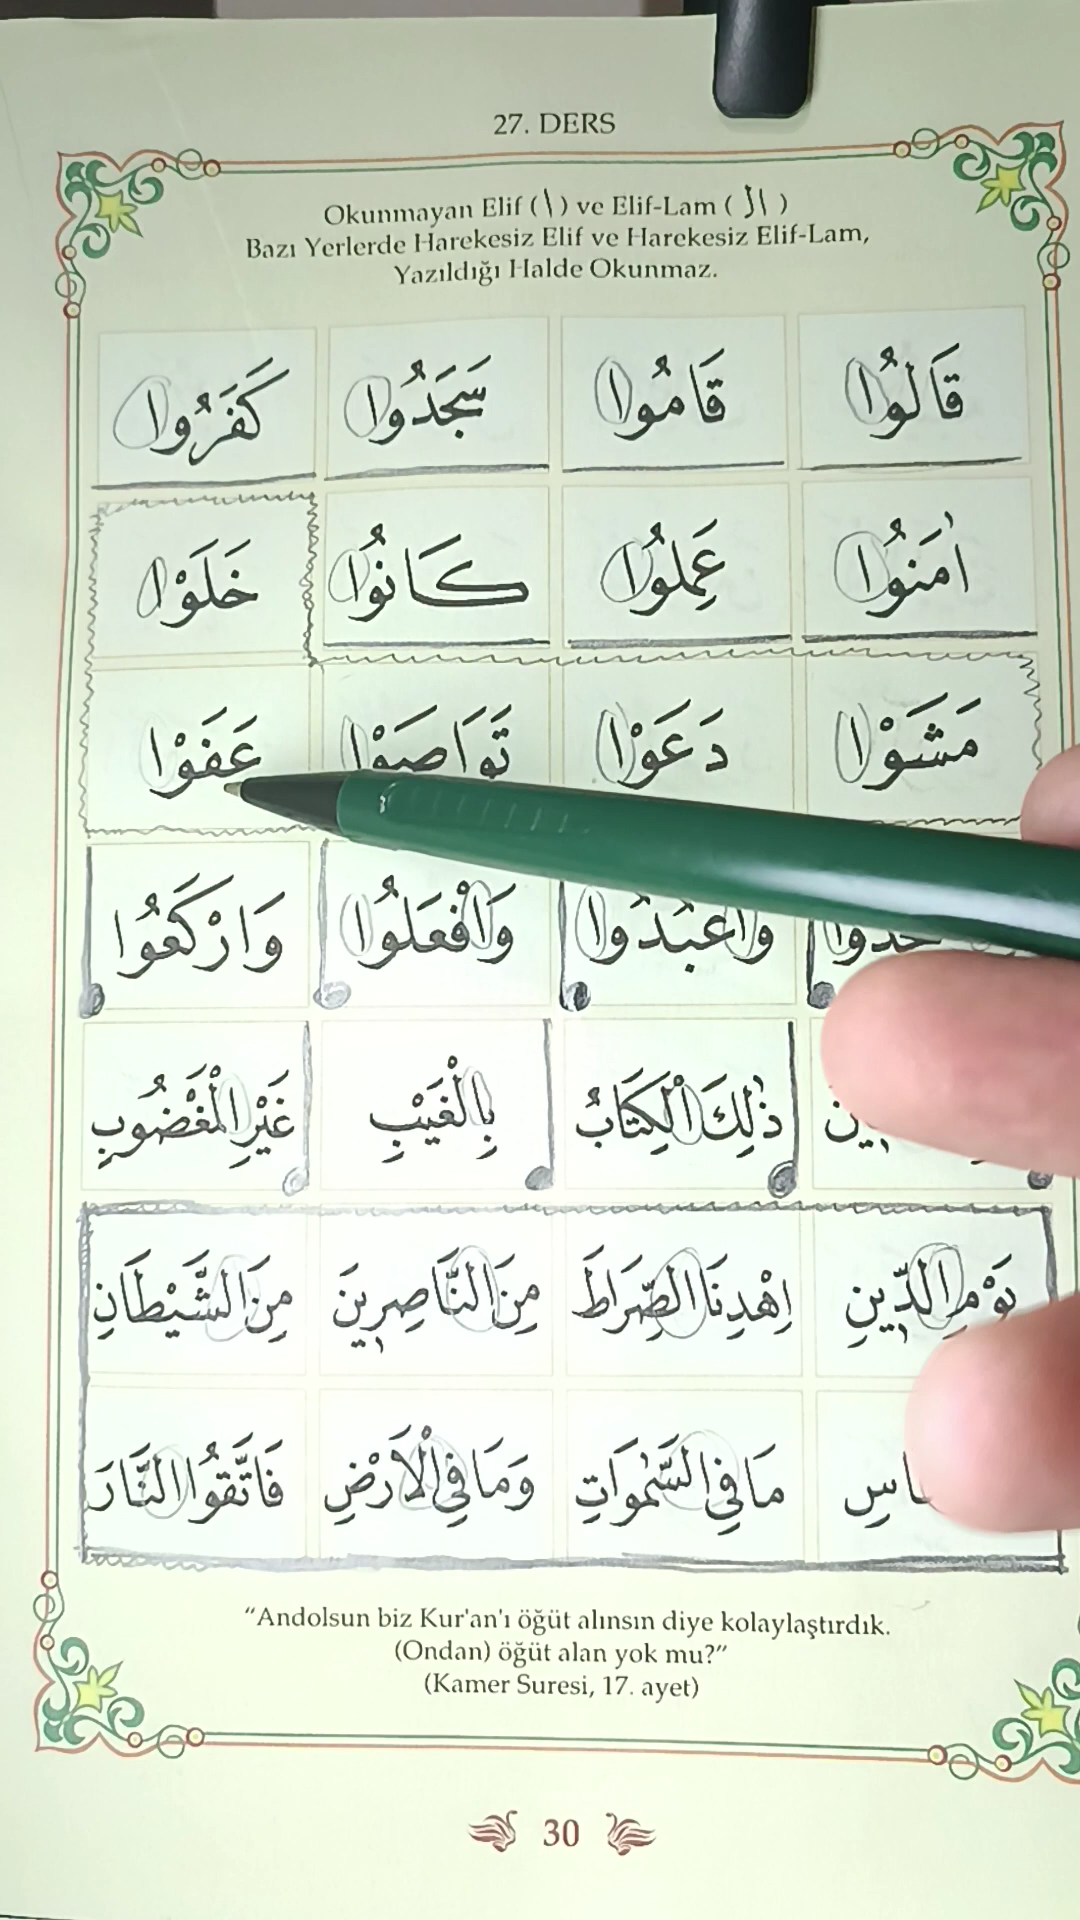 27. DERS
Okunmayan Elif ( ا ) ve Elif-Lam ( ال )
Bazı Yerlerde Harekesiz Elif ve Harekesiz Elif-Lam,
Yazıldığı Halde Okunmaz.
قَالُوا قَامُوا سَجَدُوا كَفَرُوا
اٰمَنُوا عَمِلُوا كَانُوا خَلَوْا
مَشَوْا دَعَوْا تَوَاصَوْا عَفَوْا
وَاعْبُدُوا وَافْعَلُوا وَارْكَعُوا
ذٰلِكَ الْكِتَابُ بِالْغَيْبِ غَيْرِ الْمَغْضُوبِ
يَوْمِ الدّ۪ينِ اِهْدِنَا الصِّرَاطَ مِنَ النَّاصِر۪ينَ مِنَ الشَّيْطَانِ
مَا فِي السَّمٰوَاتِ وَمَا فِي الْاَرْضِ فَاتَّقُوا النَّارَ
"Andolsun biz Kur'an'ı öğüt alınsın diye kolaylaştırdık.
(Ondan) öğüt alan yok mu?"
(Kamer Suresi, 17. ayet)
30